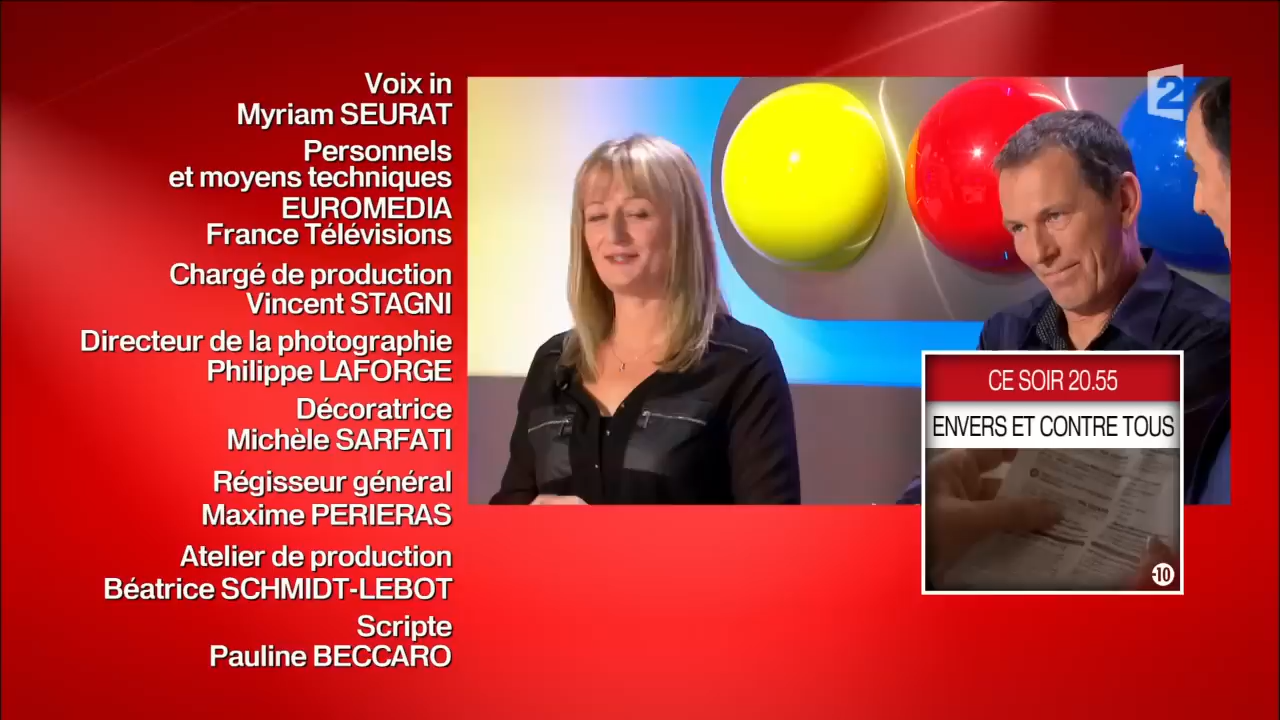 Voix in
Myriam SEURAT
Personnels
et moyens techniques
EUROMEDIA
France Télévisions
Chargé de production
Vincent STAGNI
Directeur de la photographie
Philippe LAFORGE
Décoratrice
Michèle SARFATI
Régisseur général
Maxime PERIERAS
Atelier de production
Béatrice SCHMIDT-LEBOT
Scripte
Pauline BECCARO
2
CE SOIR 20.55
ENVERS ET CONTRE TOUS
-10